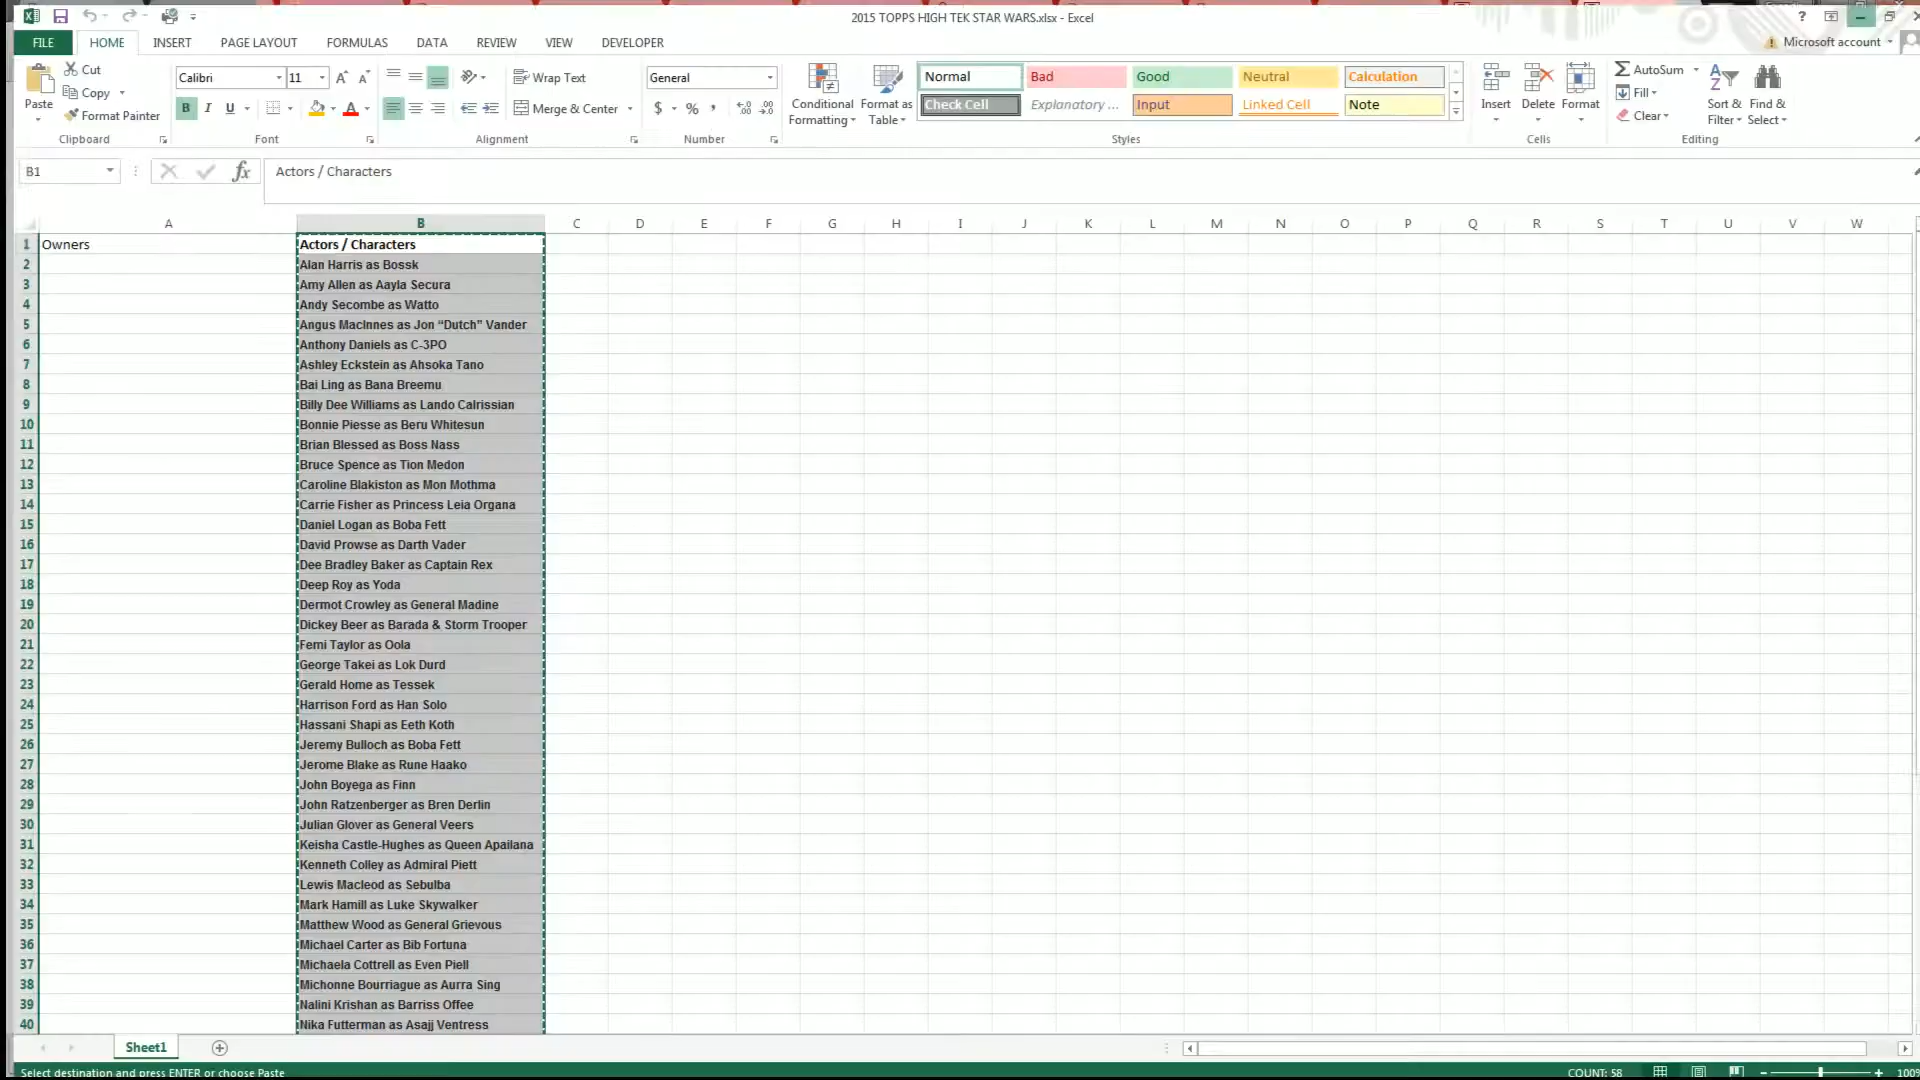 2015 TOPPS HIGH TEK STAR WARS.xlsx - Excel
FILE HOME INSERT PAGE LAYOUT FORMULAS DATA REVIEW VIEW DEVELOPER Microsoft account
Paste Cut Copy Format Painter
Calibri 11
B I U
Wrap Text
Merge & Center
General
$ % ,
Conditional Formatting
Format as Table
Normal Bad Good Neutral Calculation
Check Cell Explanatory ... Input Linked Cell Note
Insert Delete Format
AutoSum
Fill
Clear
Sort & Filter
Find & Select
Clipboard Font Alignment Number Styles Cells Editing
B1 fx Actors / Characters
A B C D E F G H I J K L M N O P Q R S T U V W
1 Owners Actors / Characters
2 Alan Harris as Bossk
3 Amy Allen as Aayla Secura
4 Andy Secombe as Watto
5 Angus MacInnes as Jon “Dutch” Vander
6 Anthony Daniels as C-3PO
7 Ashley Eckstein as Ahsoka Tano
8 Bai Ling as Bana Breemu
9 Billy Dee Williams as Lando Calrissian
10 Bonnie Piesse as Beru Whitesun
11 Brian Blessed as Boss Nass
12 Bruce Spence as Tion Medon
13 Caroline Blakiston as Mon Mothma
14 Carrie Fisher as Princess Leia Organa
15 Daniel Logan as Boba Fett
16 David Prowse as Darth Vader
17 Dee Bradley Baker as Captain Rex
18 Deep Roy as Yoda
19 Dermot Crowley as General Madine
20 Dickey Beer as Barada & Storm Trooper
21 Femi Taylor as Oola
22 George Takei as Lok Durd
23 Gerald Home as Tessek
24 Harrison Ford as Han Solo
25 Hassani Shapi as Eeth Koth
26 Jeremy Bulloch as Boba Fett
27 Jerome Blake as Rune Haako
28 John Boyega as Finn
29 John Ratzenberger as Bren Derlin
30 Julian Glover as General Veers
31 Keisha Castle-Hughes as Queen Apailana
32 Kenneth Colley as Admiral Piett
33 Lewis Macleod as Sebulba
34 Mark Hamill as Luke Skywalker
35 Matthew Wood as General Grievous
36 Michael Carter as Bib Fortuna
37 Michaela Cottrell as Even Piell
38 Michonne Bourriague as Aurra Sing
39 Nalini Krishan as Barriss Offee
40 Nika Futterman as Asajj Ventress
Sheet1
Select destination and press ENTER or choose Paste COUNT: 58 100%